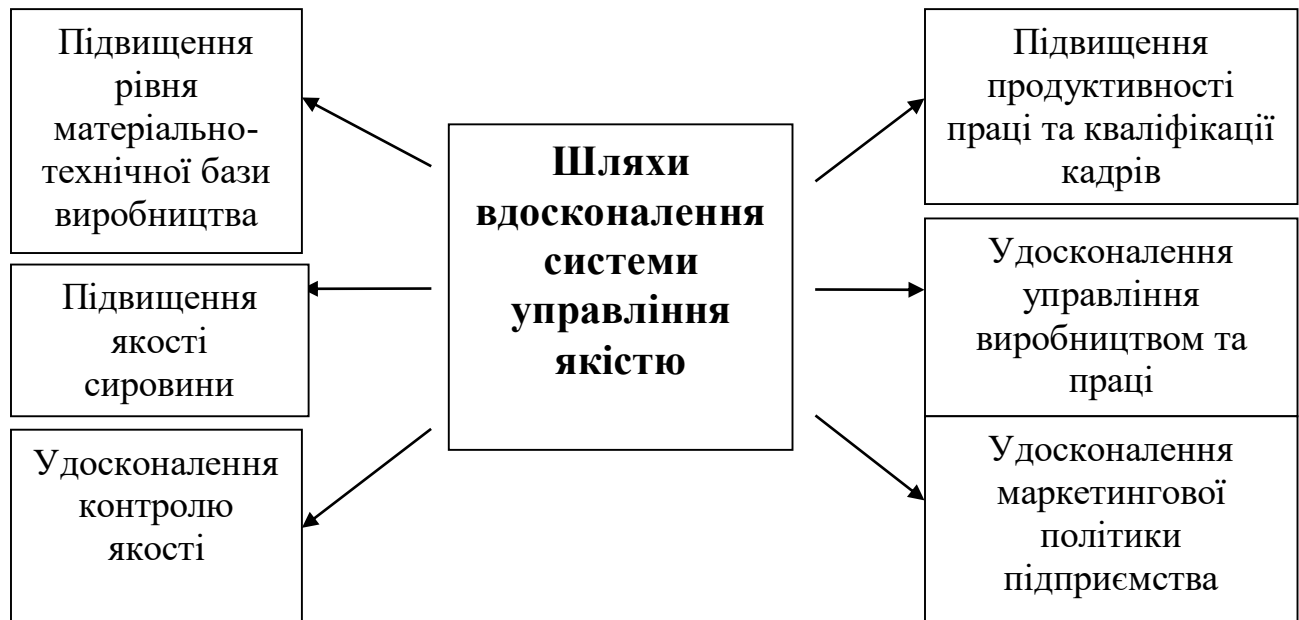 Підвищення
рівня
матеріально-
технічної бази
виробництва
Підвищення
якості
сировини
Удосконалення
контролю
якості
Шляхи
вдосконалення
системи
управління
якістю
Підвищення
продуктивності
праці та кваліфікації
кадрів
Удосконалення
управління
виробництвом та
праці
Удосконалення
маркетингової
політики
підприємства